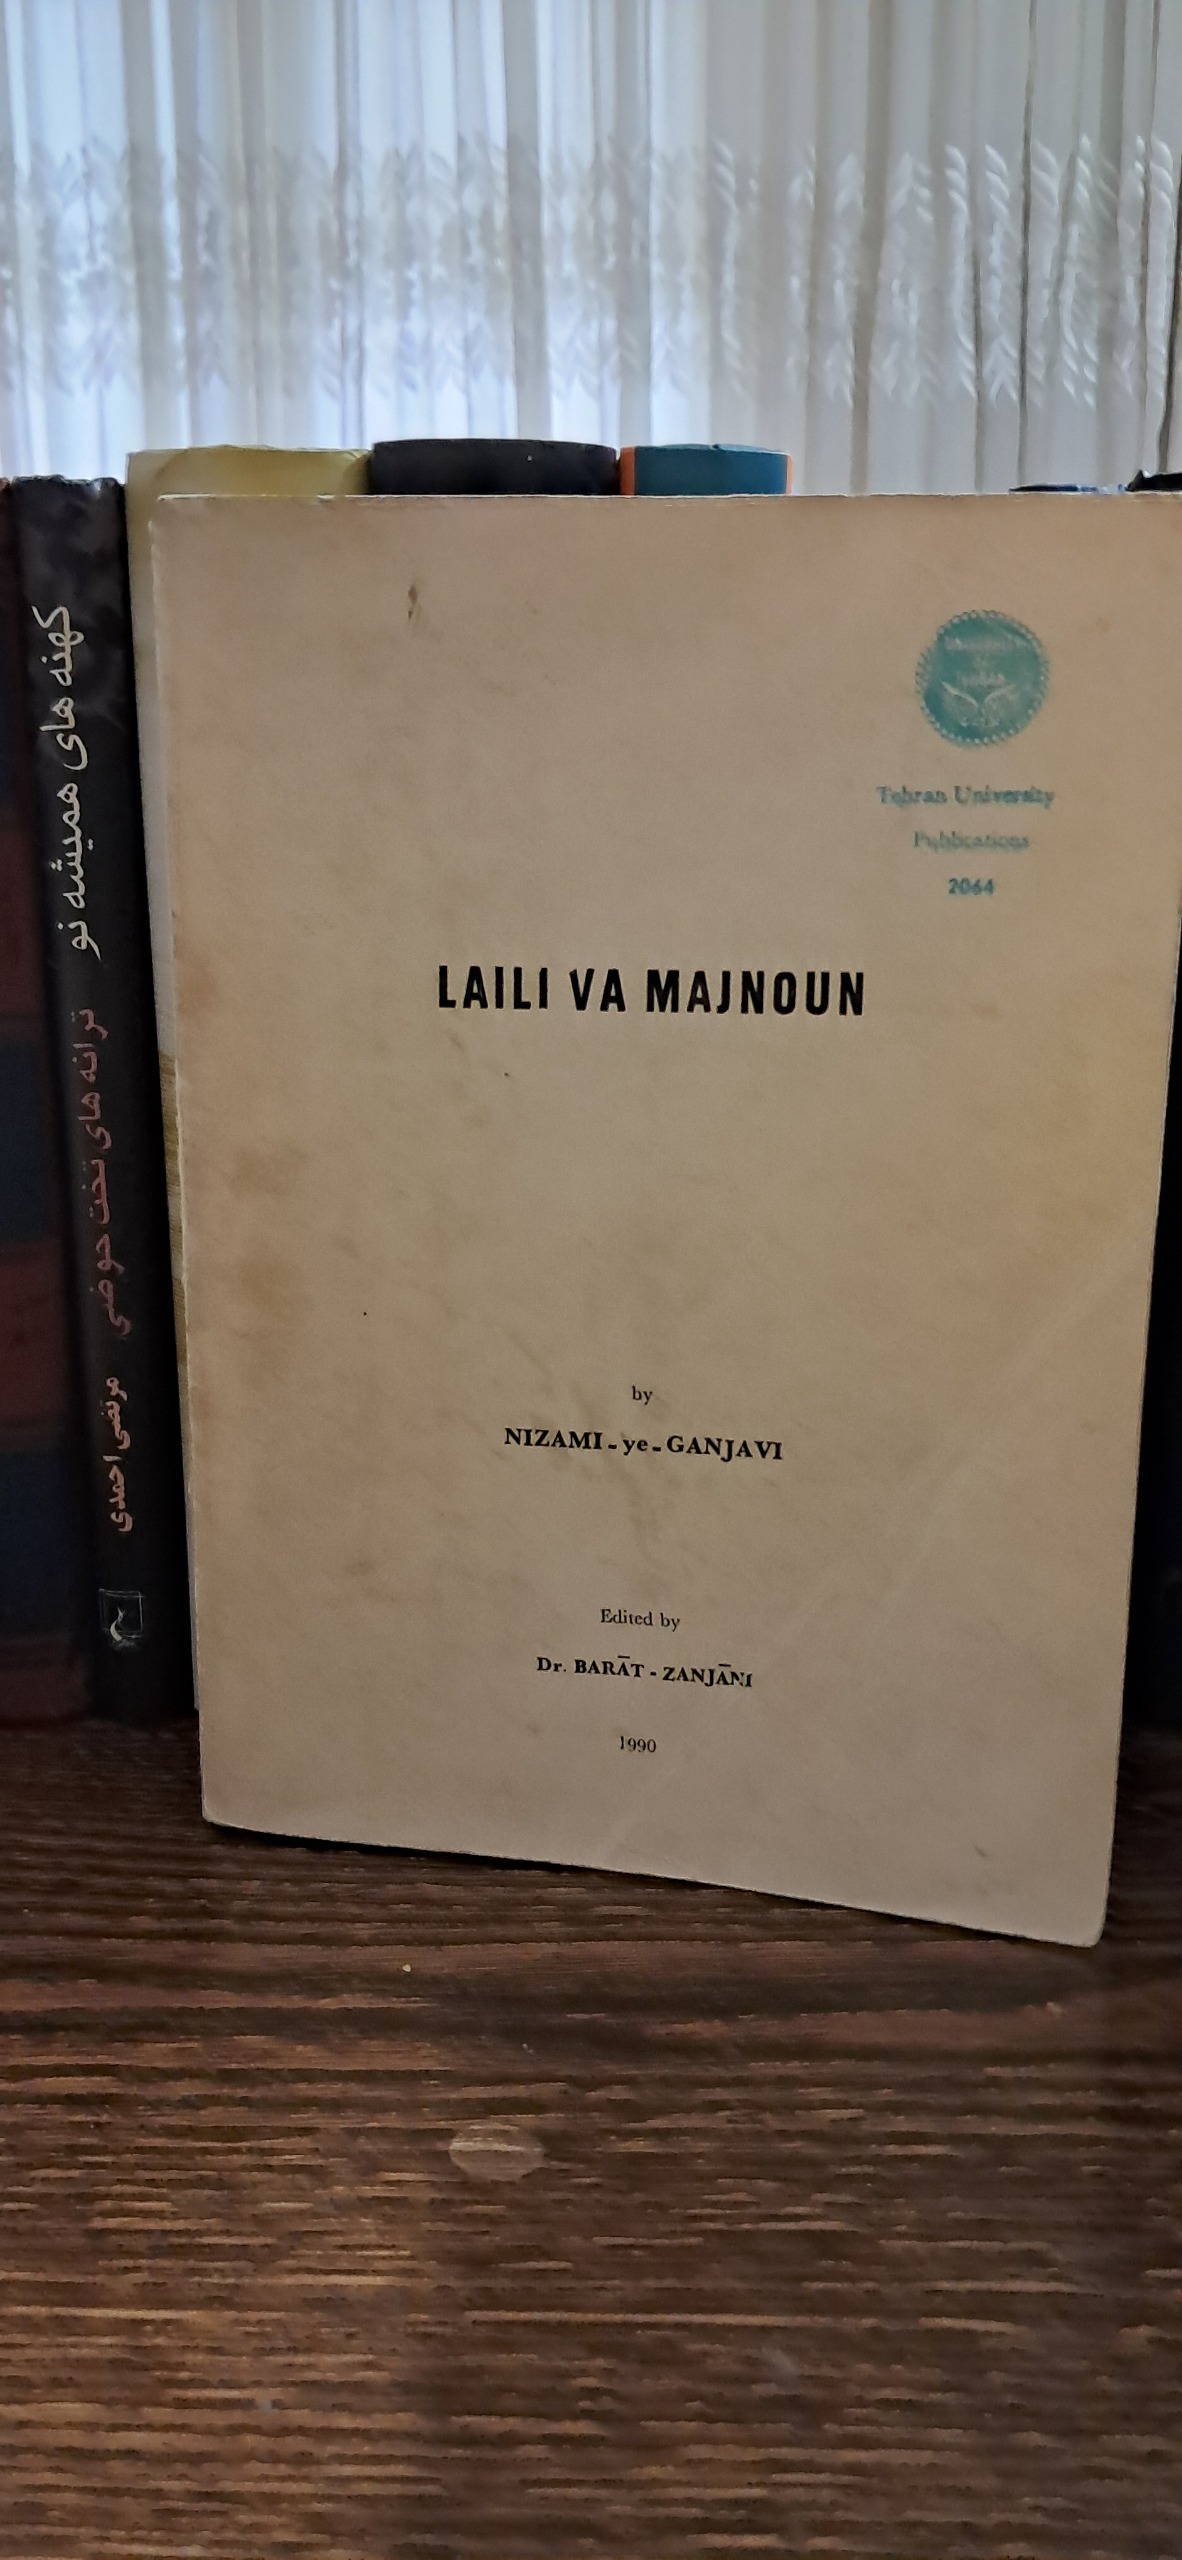 Tehran University
Publications
2064
LAILI VA MAJNOUN
by
NIZAMI-ye-GANJAVI
Edited by
Dr. BARĀT-ZANJĀNI
1990
کهنه های همیشه نو ترانه های تخت حوضی مرتضی احمدی